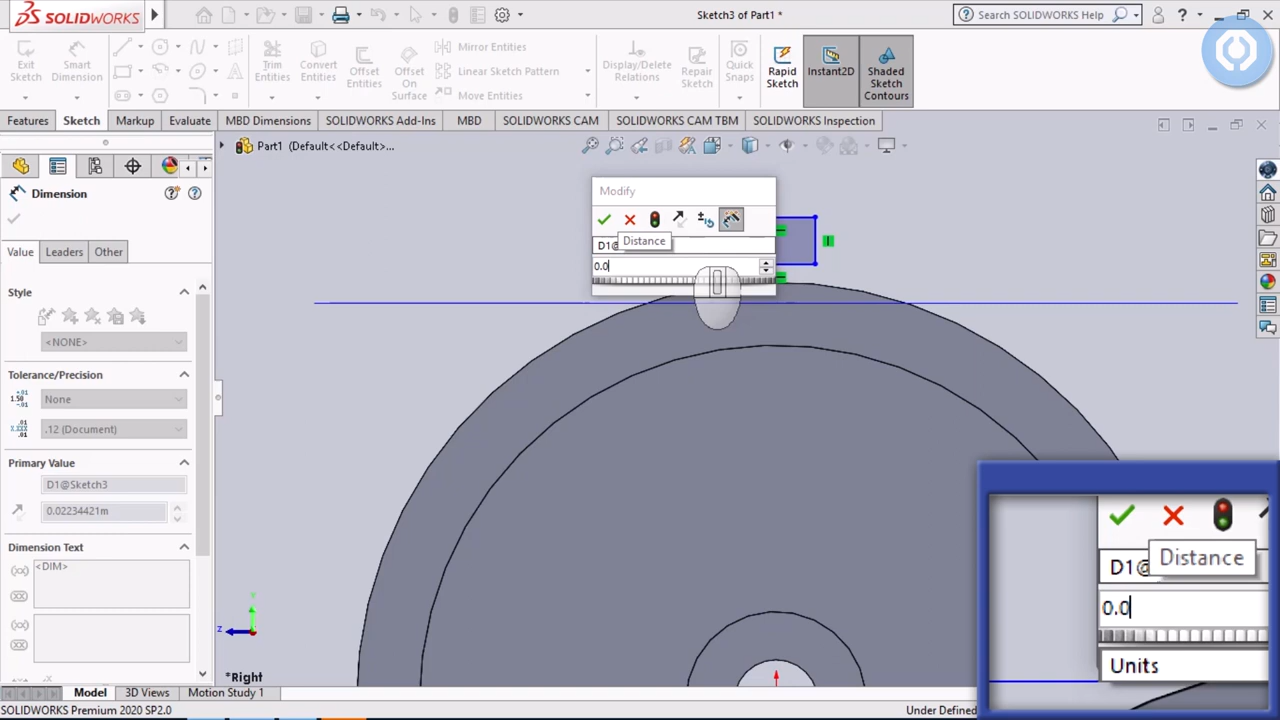 SOLIDWORKS
Sketch3 of Part1
Search SOLIDWORKS Help
?
Exit Sketch
Smart Dimension
Trim Entities
Convert Entities
Offset Entities
Offset On Surface
Mirror Entities
Linear Sketch Pattern
Move Entities
Display/Delete Relations
Repair Sketch
Quick Snaps
Rapid Sketch
Instant2D
Shaded Sketch Contours
Features
Sketch
Markup
Evaluate
MBD Dimensions
SOLIDWORKS Add-Ins
MBD
SOLIDWORKS CAM
SOLIDWORKS CAM TBM
SOLIDWORKS Inspection
Part1 (Default<<Default>...
Dimension
Value
Leaders
Other
Style
<NONE>
Tolerance/Precision
None
.12 (Document)
Primary Value
D1@Sketch3
0.02234421m
Dimension Text
<DIM>
Modify
D1@
Distance
0.0
D1@
Distance
0.0
Units
Y
Z
*Right
Model
3D Views
Motion Study 1
SOLIDWORKS Premium 2020 SP2.0
Under Defined